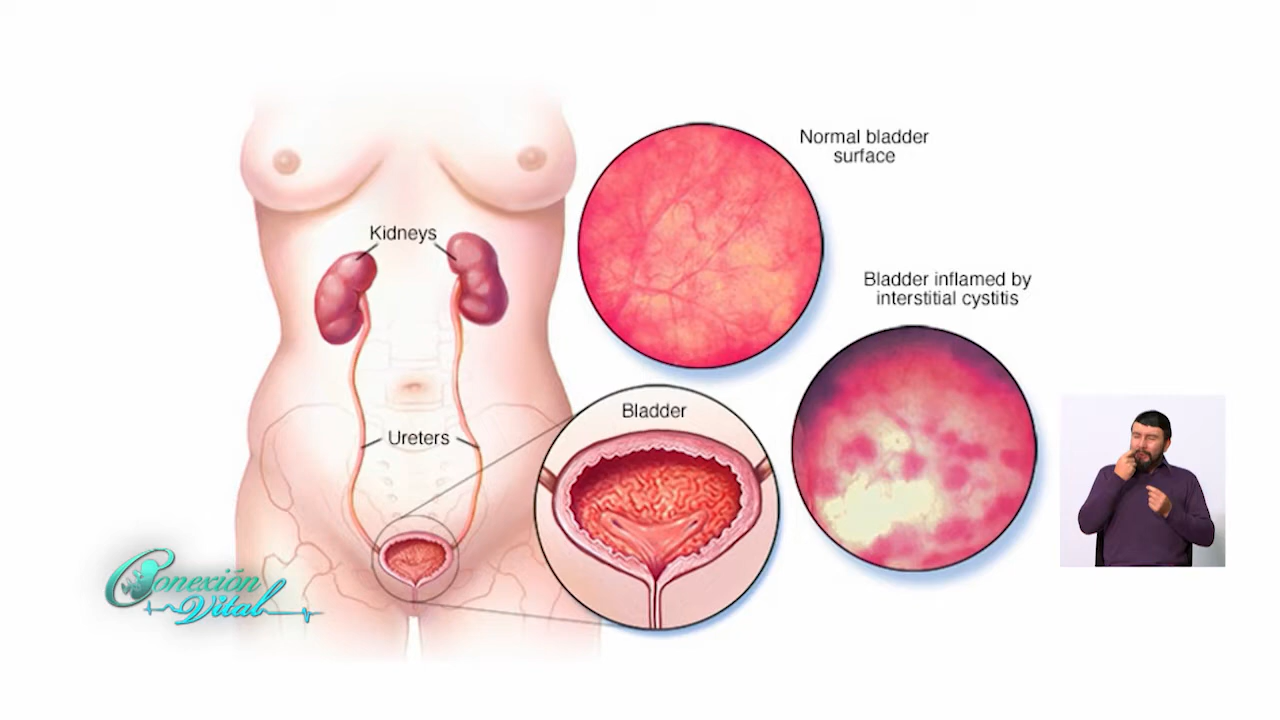 Normal bladder
surface
Kidneys
Bladder inflamed by
interstitial cystitis
Bladder
Ureters
Conexión
Vital